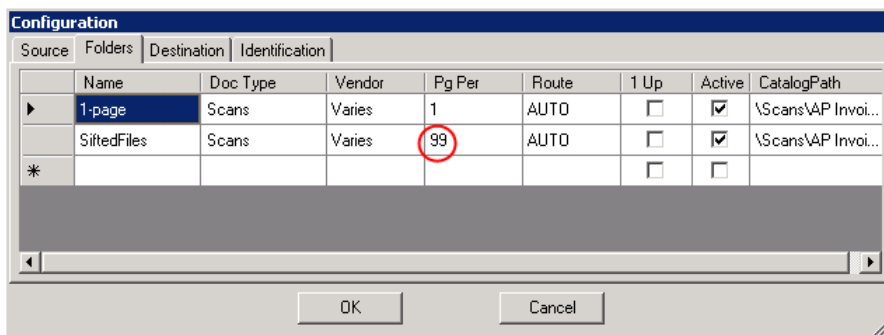 Configuration
Source Folders Destination Identification
Name Doc Type Vendor Pg Per Route 1 Up Active CatalogPath
1-page Scans Varies 1 AUTO \Scans\AP Invoi...
SiftedFiles Scans Varies 99 AUTO \Scans\AP Invoi...
OK Cancel